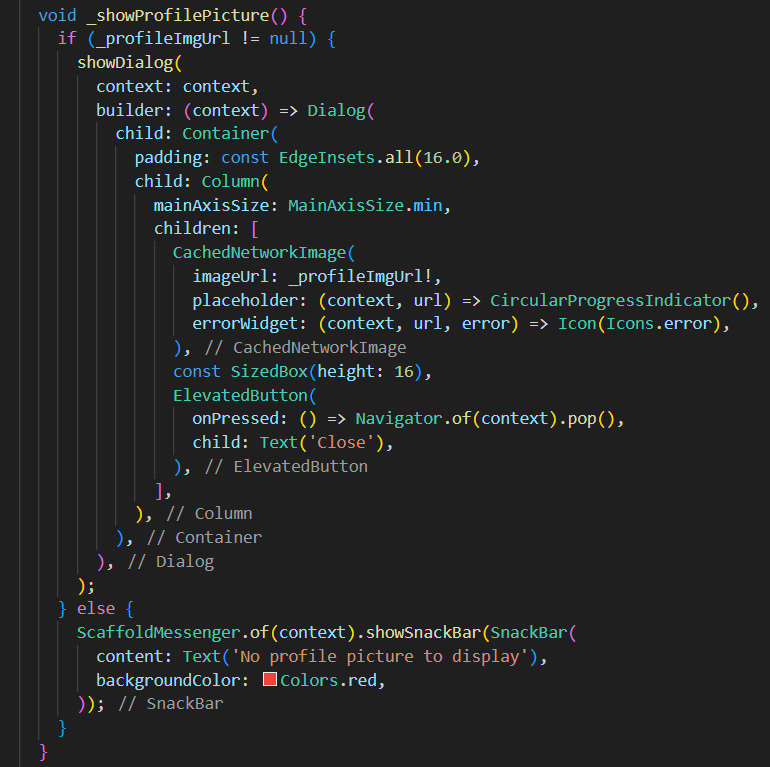 void _showProfilePicture() {
  if (_profileImgUrl != null) {
    showDialog(
      context: context,
      builder: (context) => Dialog(
        child: Container(
          padding: const EdgeInsets.all(16.0),
          child: Column(
            mainAxisSize: MainAxisSize.min,
            children: [
              CachedNetworkImage(
                imageUrl: _profileImgUrl!,
                placeholder: (context, url) => CircularProgressIndicator(),
                errorWidget: (context, url, error) => Icon(Icons.error),
              ), // CachedNetworkImage
              const SizedBox(height: 16),
              ElevatedButton(
                onPressed: () => Navigator.of(context).pop(),
                child: Text('Close'),
              ), // ElevatedButton
            ],
          ), // Column
        ), // Container
      ), // Dialog
    );
  } else {
    ScaffoldMessenger.of(context).showSnackBar(SnackBar(
      content: Text('No profile picture to display'),
      backgroundColor: Colors.red,
    )); // SnackBar
  }
}